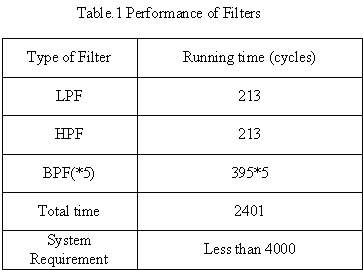 Table.1 Performance of Filters
Type of Filter Running time (cycles)
LPF 213
HPF 213
BPF(*5) 395*5
Total time 2401
System
Requirement Less than 4000